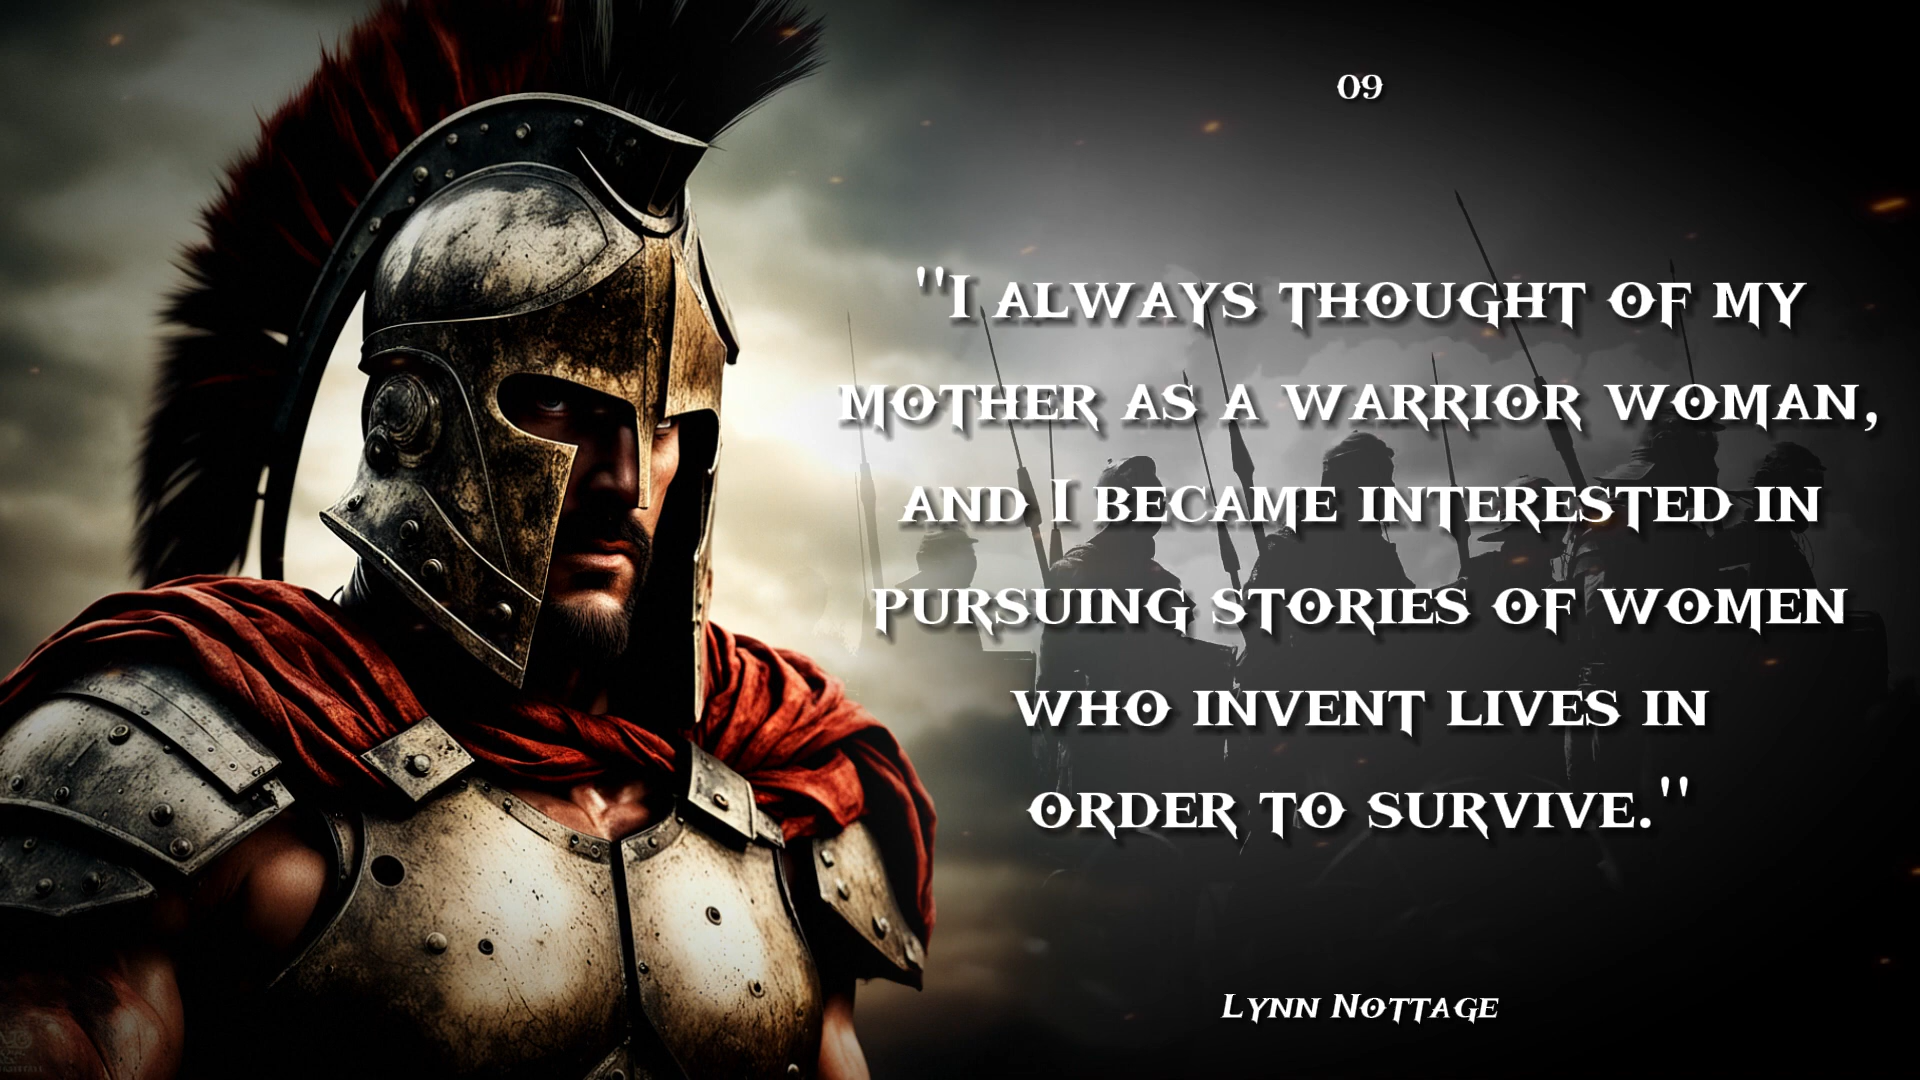 09
"I always thought of my
mother as a warrior woman,
and I became interested in
pursuing stories of women
who invent lives in
order to survive."
Lynn Nottage